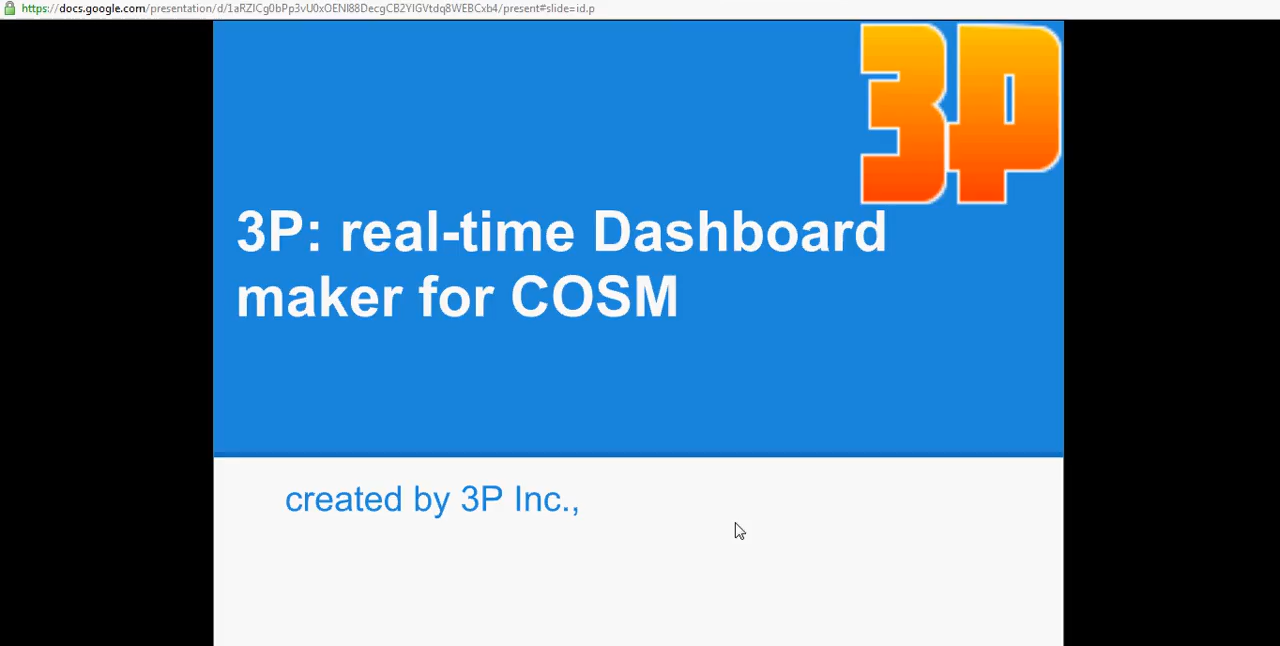 https://docs.google.com/presentation/d/1aRZlCg0bPp3vU0xOENl88DecgCB2YlGVtdq8WEBCxb4/present#slide=id.p
3P
3P: real-time Dashboard
maker for COSM
created by 3P Inc.,